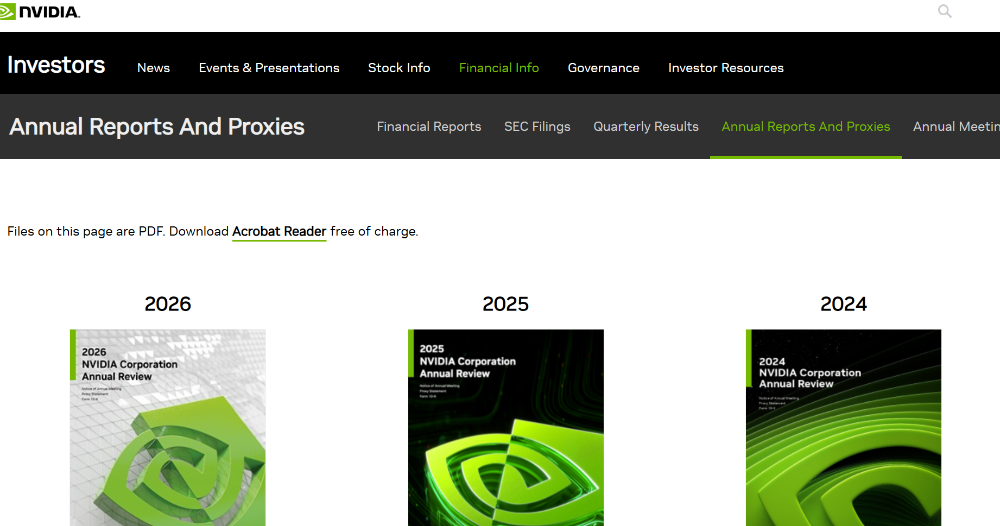 NVIDIA.
Investors News Events & Presentations Stock Info Financial Info Governance Investor Resources
Annual Reports And Proxies Financial Reports SEC Filings Quarterly Results Annual Reports And Proxies Annual Meetin
Files on this page are PDF. Download Acrobat Reader free of charge.
2026
2025
2024
2026
NVIDIA Corporation
Annual Review
Notice of Annual Meeting
Proxy Statement
Form 10-K
2025
NVIDIA Corporation
Annual Review
Notice of Annual Meeting
Proxy Statement
Form 10-K
2024
NVIDIA Corporation
Annual Review
Notice of Annual Meeting
Proxy Statement
Form 10-K